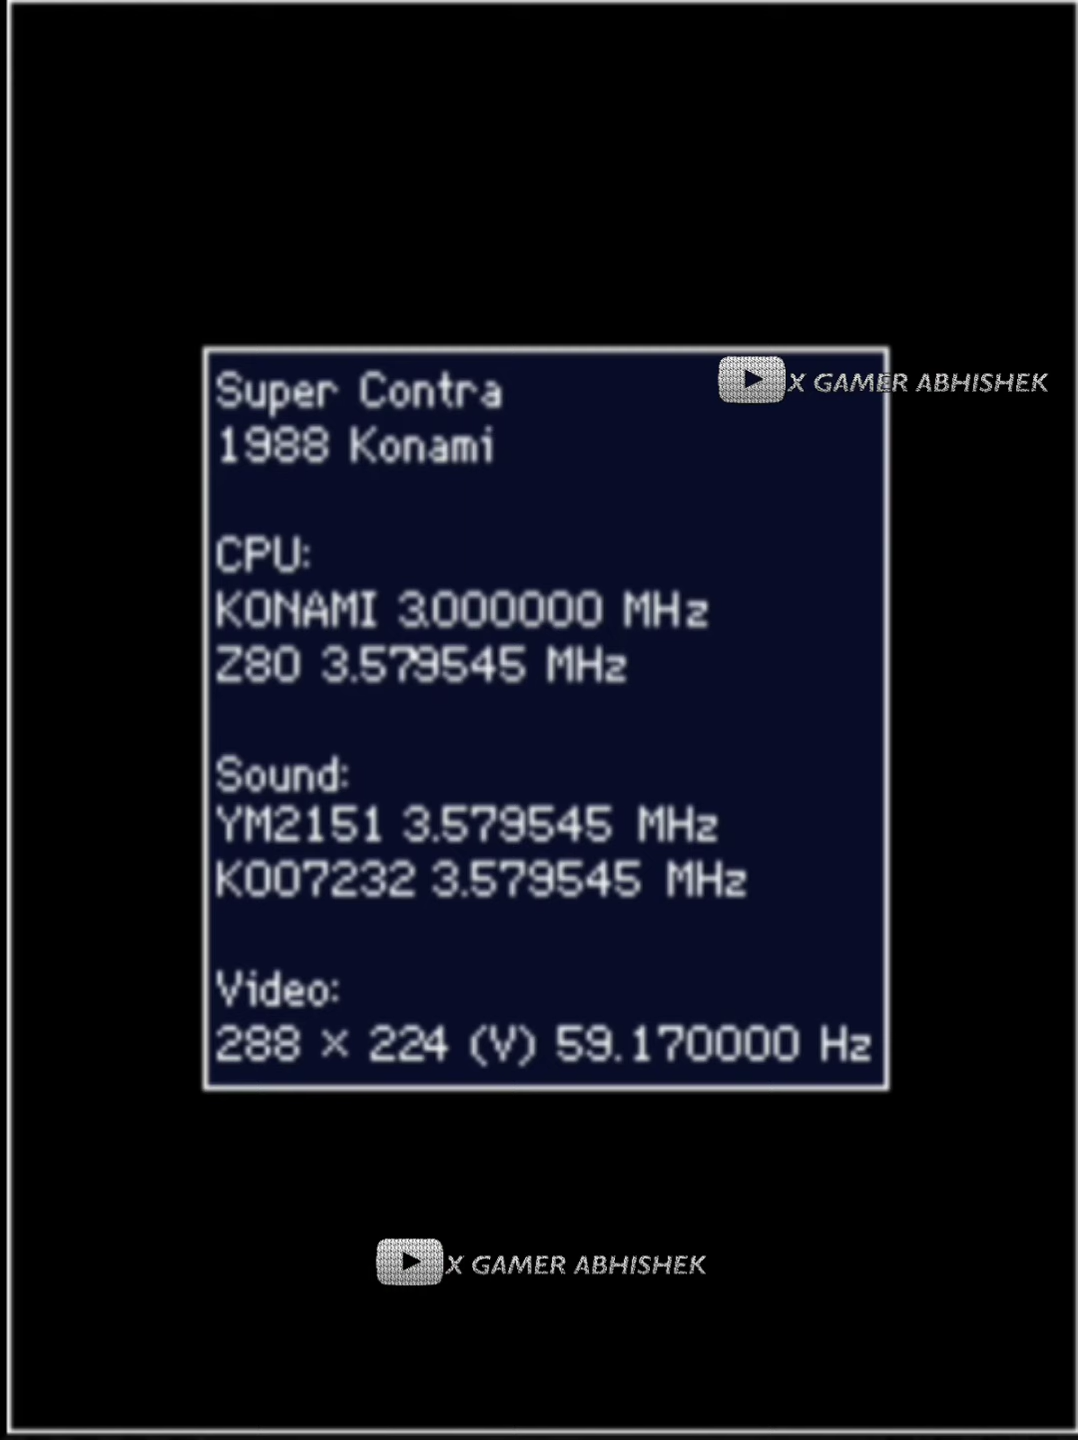 Super Contra
X GAMER ABHISHEK
1988 Konami
CPU:
KONAMI 3.000000 MHz
Z80 3.579545 MHz
Sound:
YM2151 3.579545 MHz
K007232 3.579545 MHz
Video:
288 × 224 (V) 59.170000 Hz
X GAMER ABHISHEK